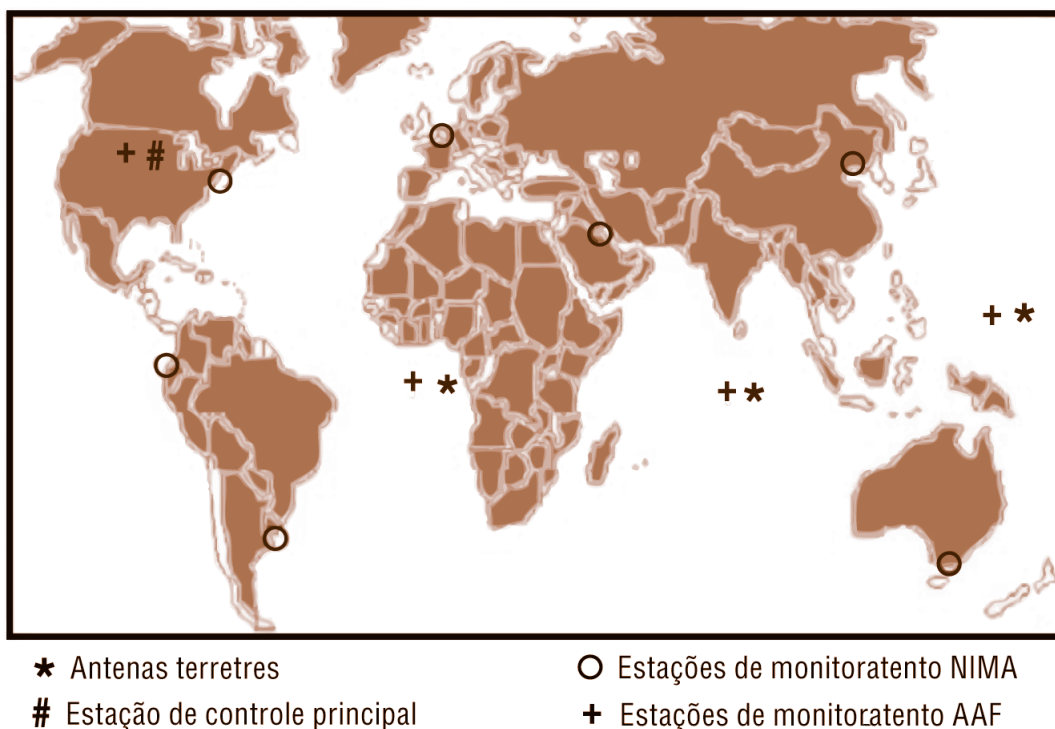 * Antenas terretres
# Estação de controle principal
O Estações de monitoratento NIMA
+ Estações de monitoratento AAF